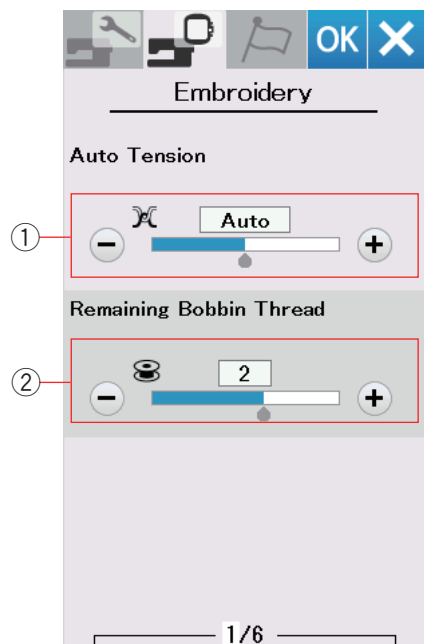 OK
Embroidery
Auto Tension
① Auto
Remaining Bobbin Thread
② 2
1/6